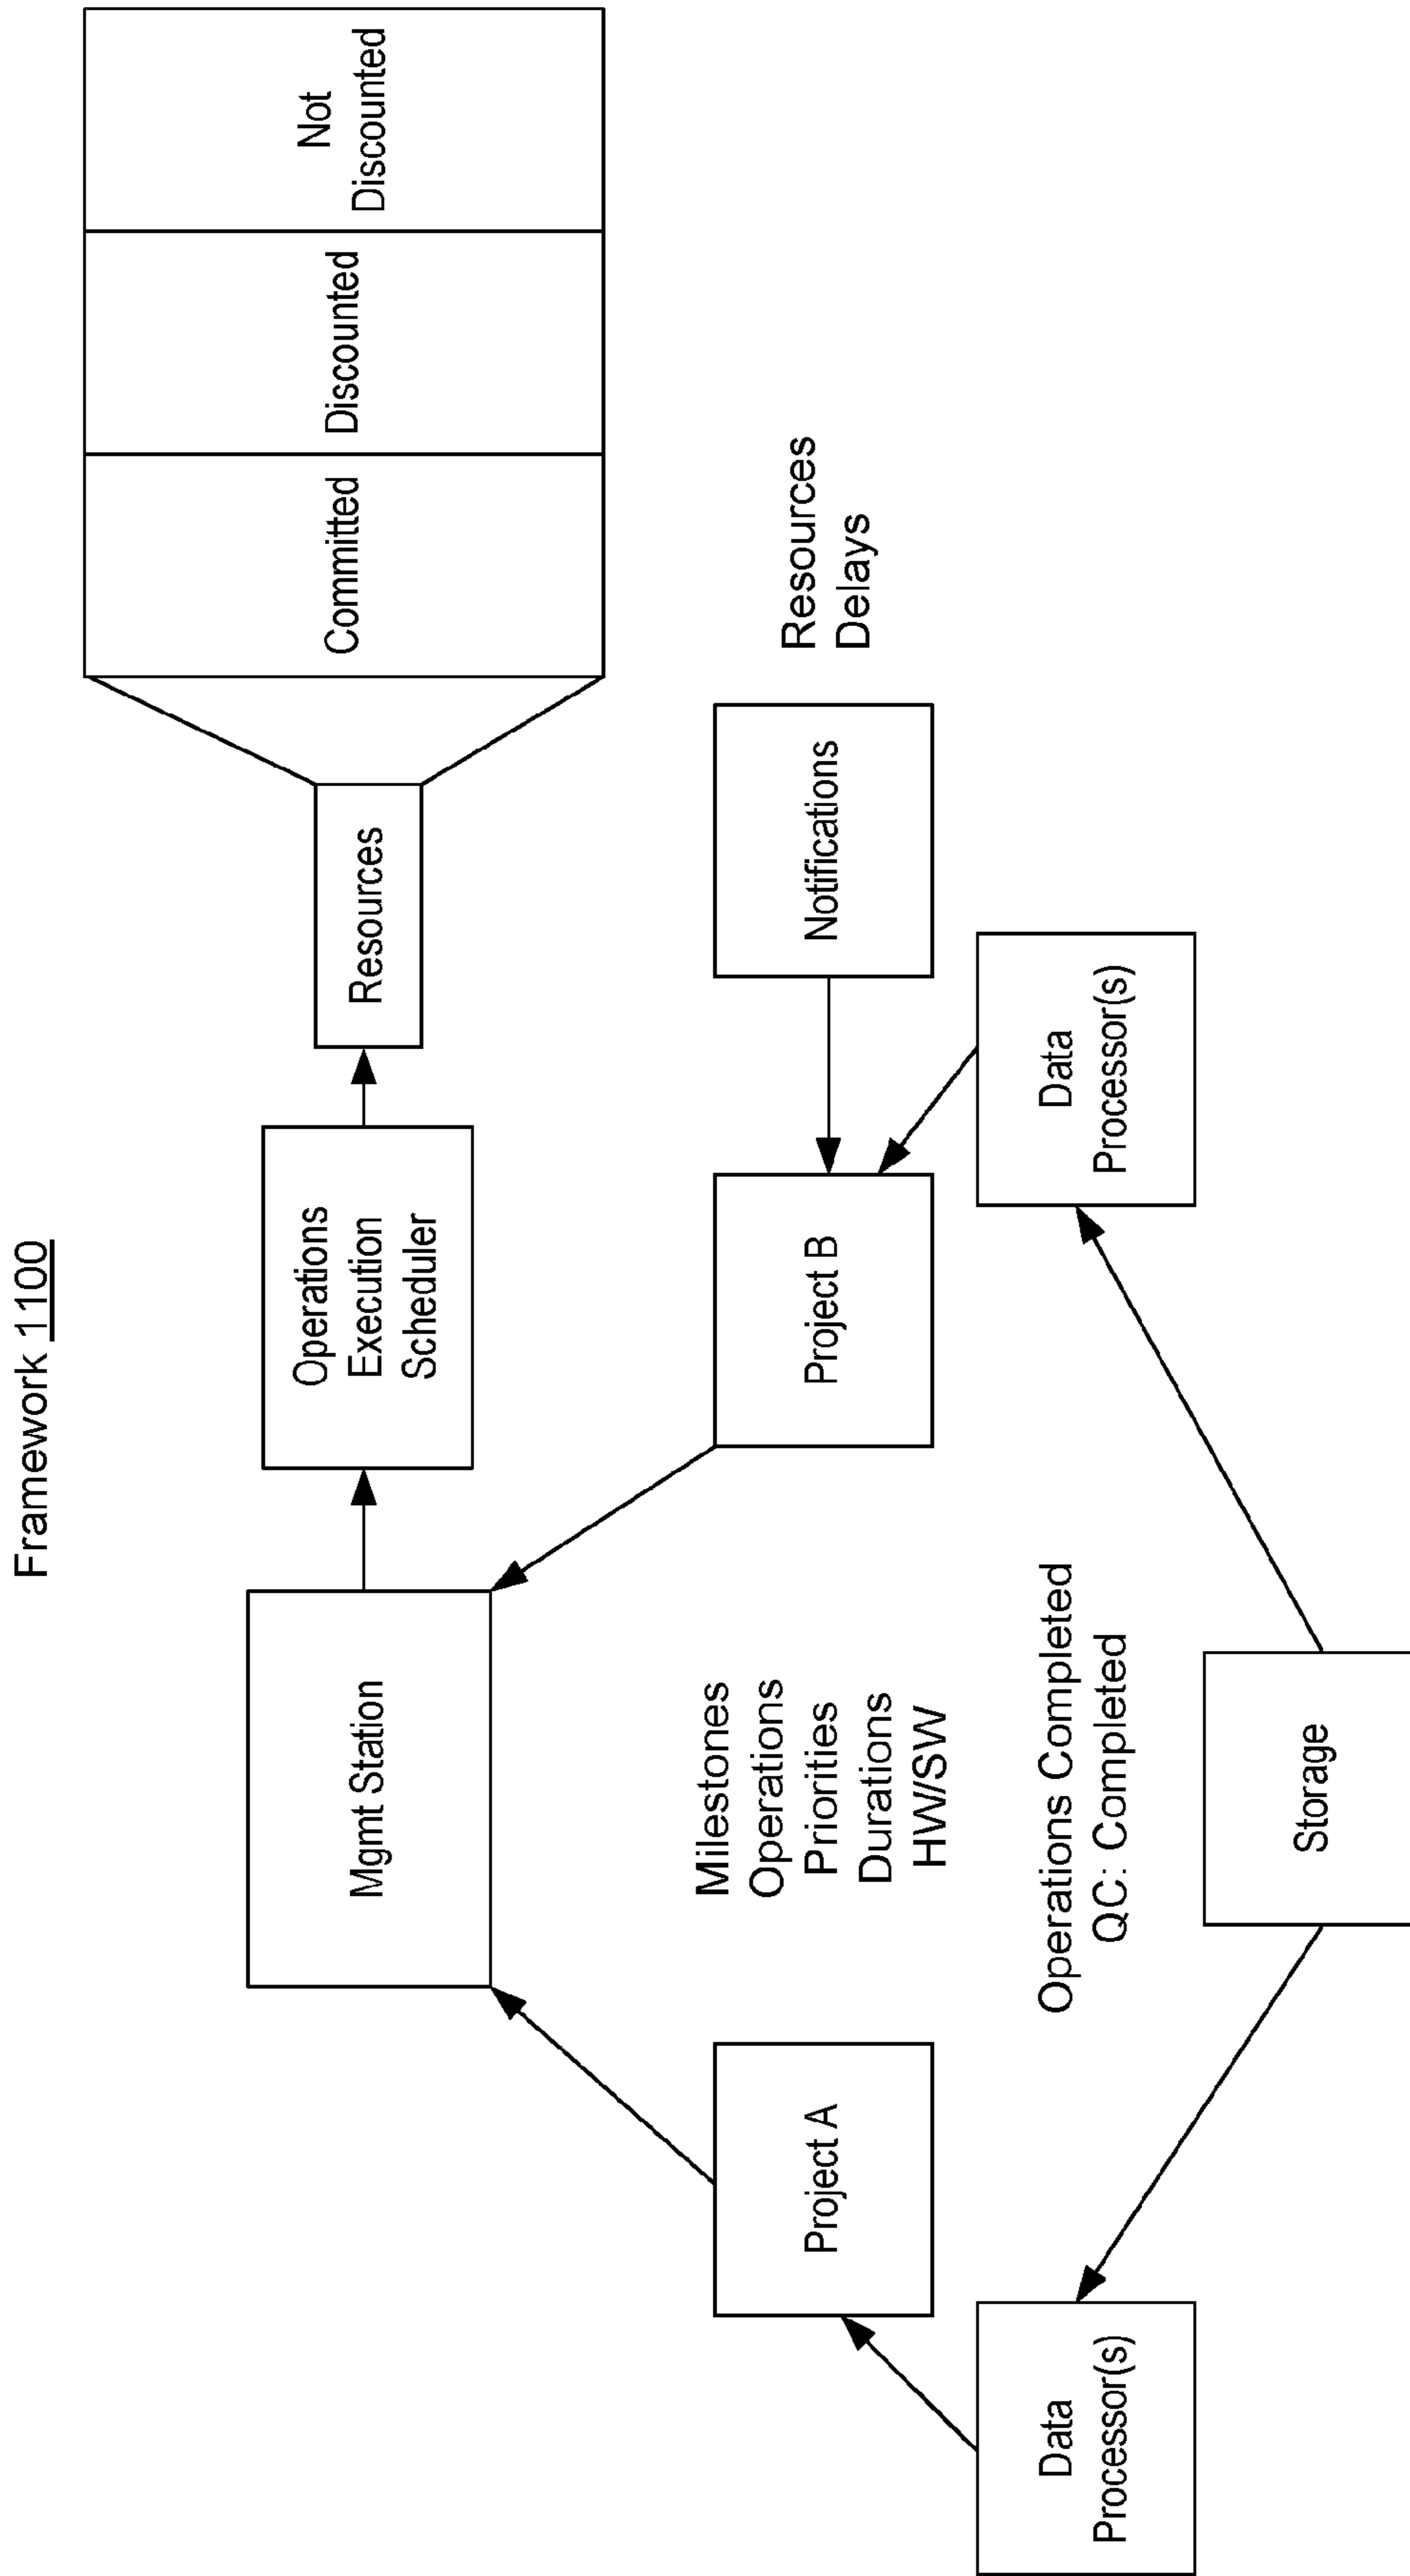 Framework 1100
Mgmt Station
Operations
Execution
Scheduler
Resources
Committed
Discounted
Not
Discounted
Project A
Milestones
Operations
Priorities
Durations
HW/SW
Project B
Notifications
Resources
Delays
Data
Processor(s)
Operations Completed
QC: Completed
Data
Processor(s)
Storage